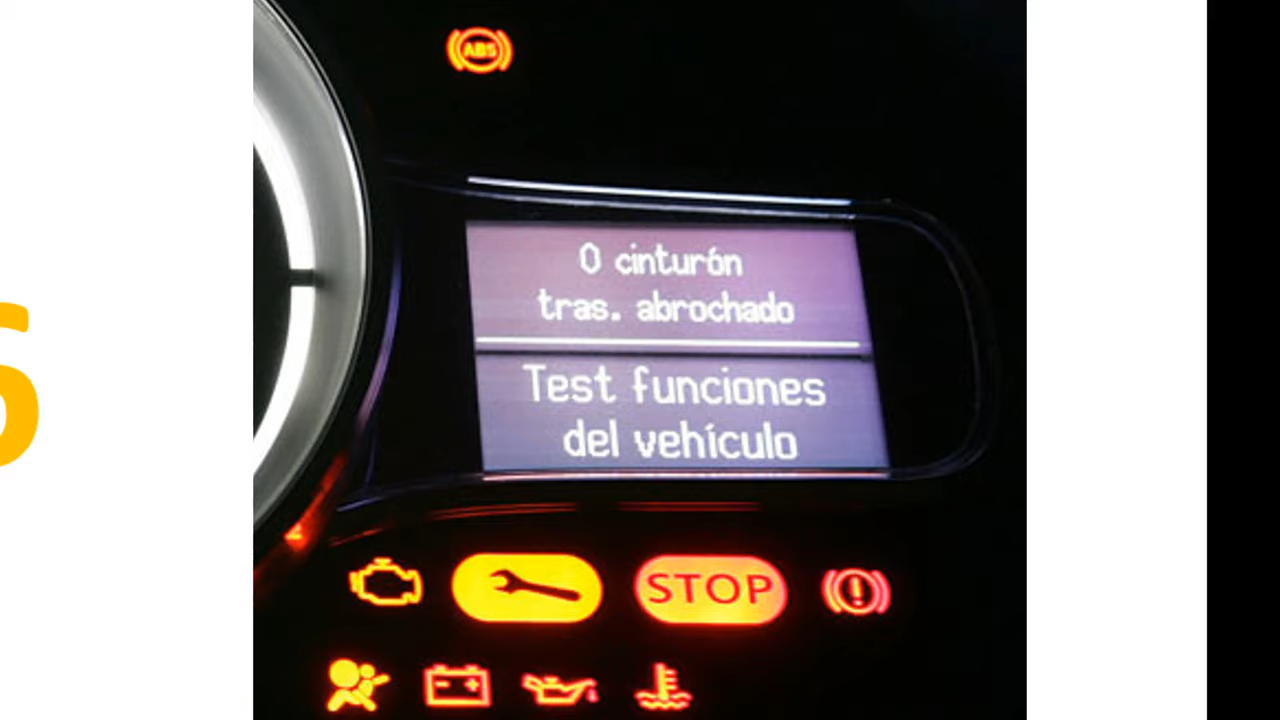 ABS
0 cinturón
tras. abrochado
Test funciones
del vehículo
STOP